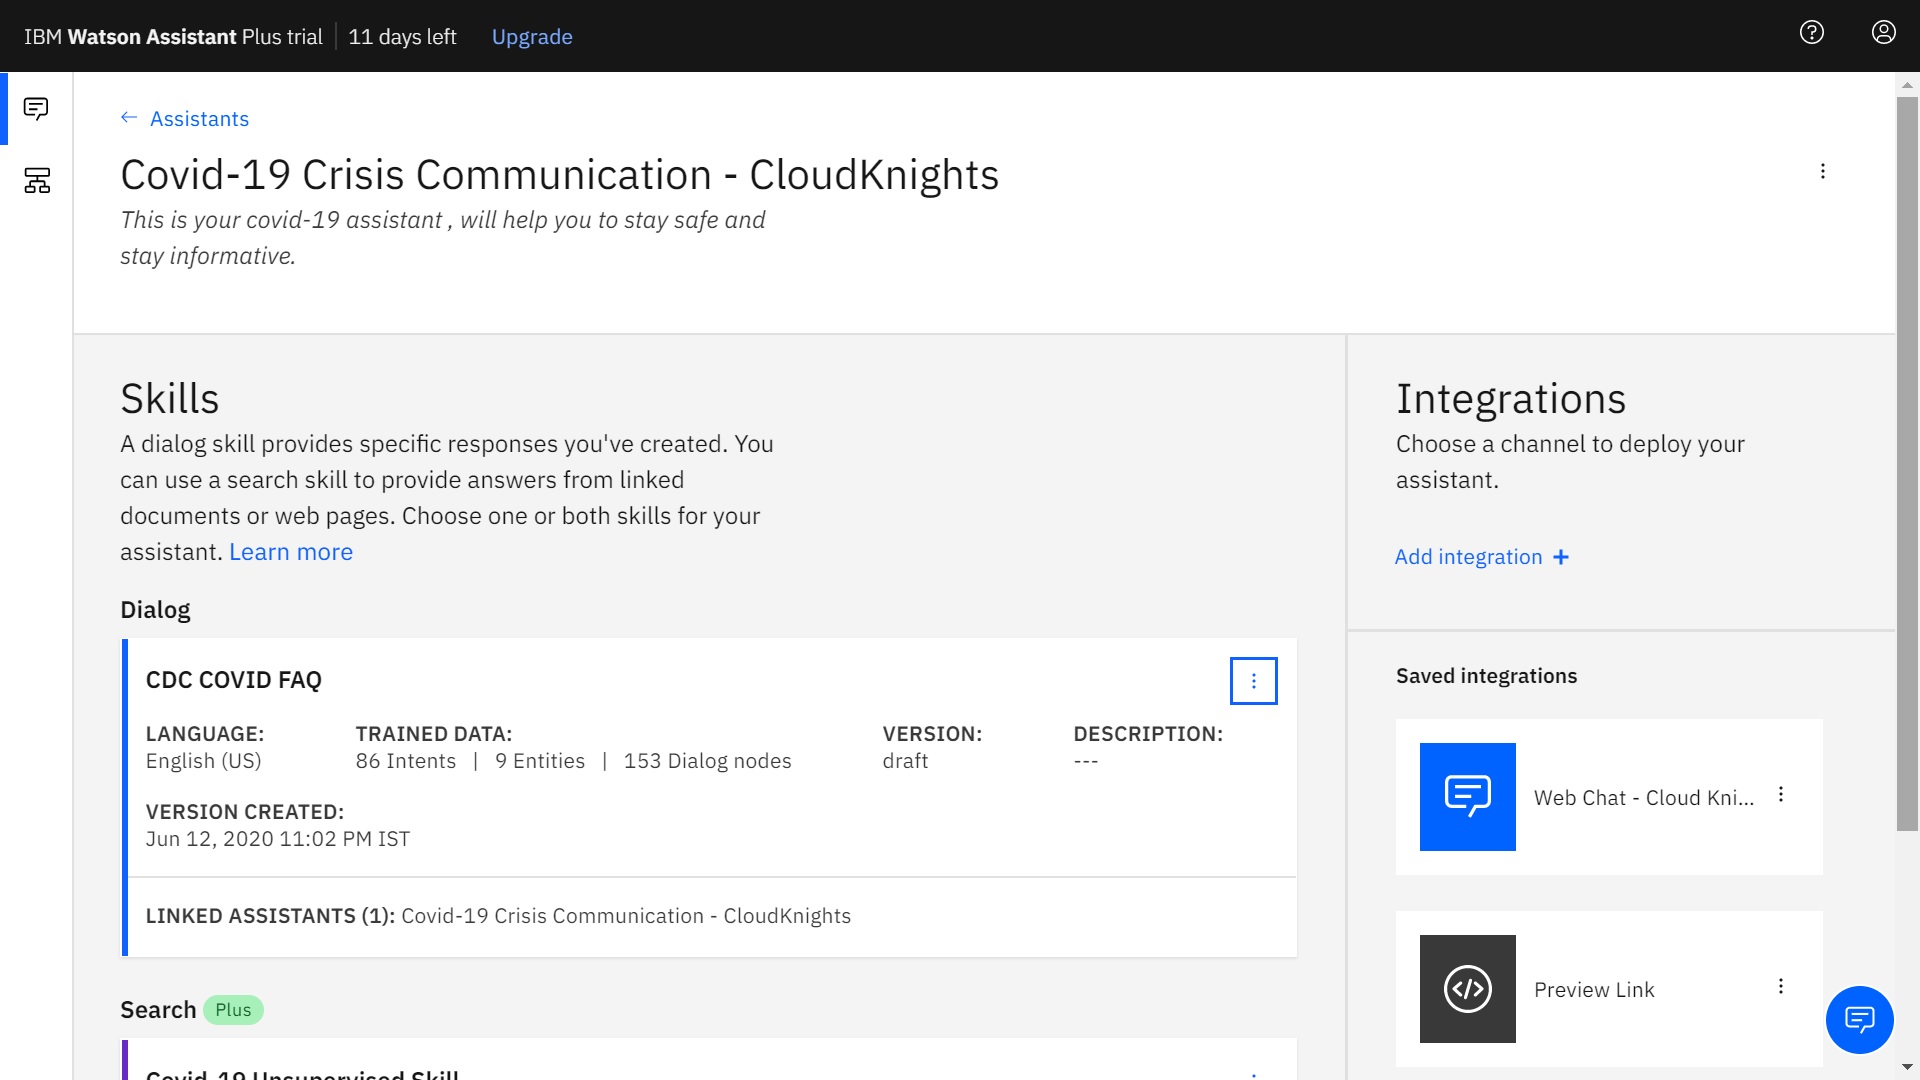 IBM Watson Assistant Plus trial | 11 days left Upgrade
← Assistants
Covid-19 Crisis Communication - CloudKnights
This is your covid-19 assistant , will help you to stay safe and
stay informative.
Skills
A dialog skill provides specific responses you've created. You
can use a search skill to provide answers from linked
documents or web pages. Choose one or both skills for your
assistant. Learn more
Dialog
CDC COVID FAQ
LANGUAGE: TRAINED DATA: VERSION: DESCRIPTION:
English (US) 86 Intents | 9 Entities | 153 Dialog nodes draft ---
VERSION CREATED:
Jun 12, 2020 11:02 PM IST
LINKED ASSISTANTS (1): Covid-19 Crisis Communication - CloudKnights
Search Plus
Covid-19 Unsupervised Skill
Integrations
Choose a channel to deploy your
assistant.
Add integration +
Saved integrations
Web Chat - Cloud Kni...
Preview Link